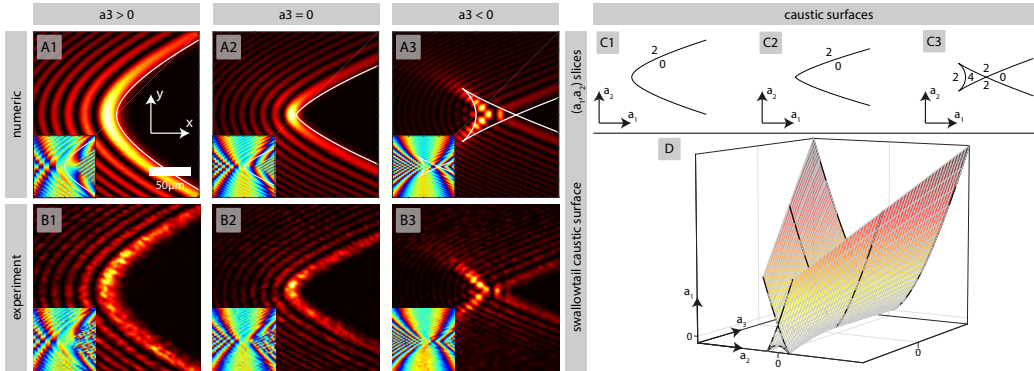 a3 > 0
a3 = 0
a3 < 0
caustic surfaces
numeric
A1
y
x
50µm
A2
A3
(a₁,a₂) slices
C1
2
0
a₂
a₁
C2
2
0
a₂
a₁
C3
2
2
4
0
2
a₂
a₁
experiment
B1
B2
B3
swallowtail caustic surface
D
a₁
a₃
a₂
0
0
0